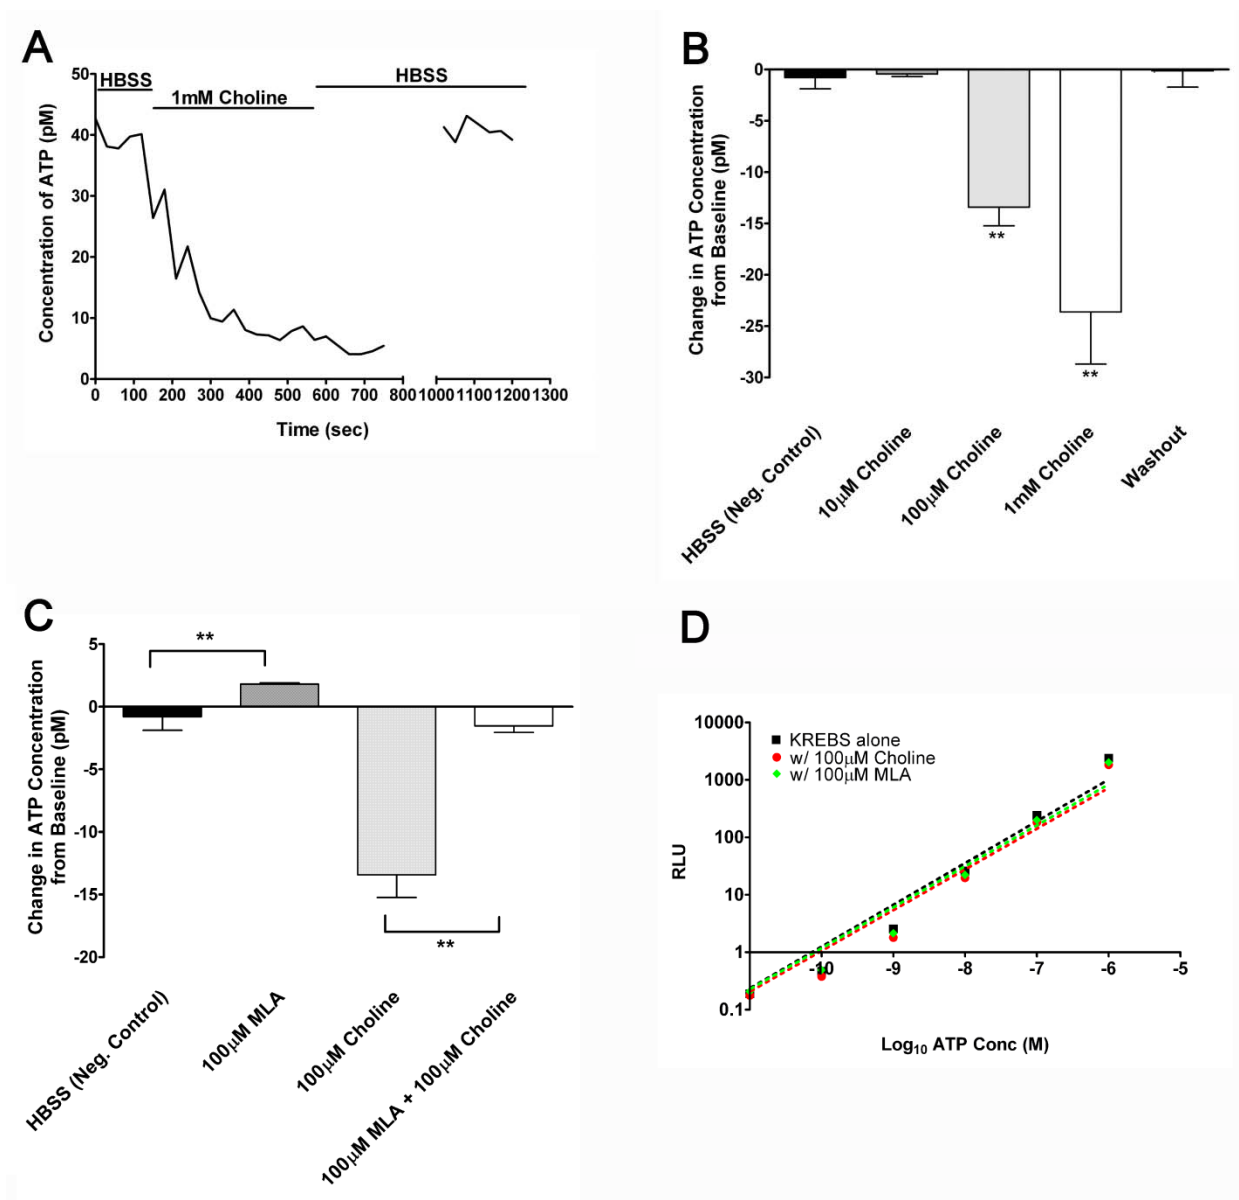 A
50
40
30
20
10
0
HBSS
1mM Choline
HBSS
Concentration of ATP (pM)
0 100 200 300 400 500 600 700 800 1000 1100 1200 1300
Time (sec)
B
0
-5
-10
-15
-20
-25
-30
Change in ATP Concentration
from Baseline (pM)
**
**
HBSS (Neg. Control)
10μM Choline
100μM Choline
1mM Choline
Washout
C
5
0
-5
-10
-15
-20
Change in ATP Concentration
from Baseline (pM)
**
**
HBSS (Neg. Control)
100μM MLA
100μM Choline
100μM MLA + 100μM Choline
D
10000
1000
100
10
1
0.1
RLU
KREBS alone
w/ 100μM Choline
w/ 100μM MLA
-10 -9 -8 -7 -6 -5
Log₁₀ ATP Conc (M)